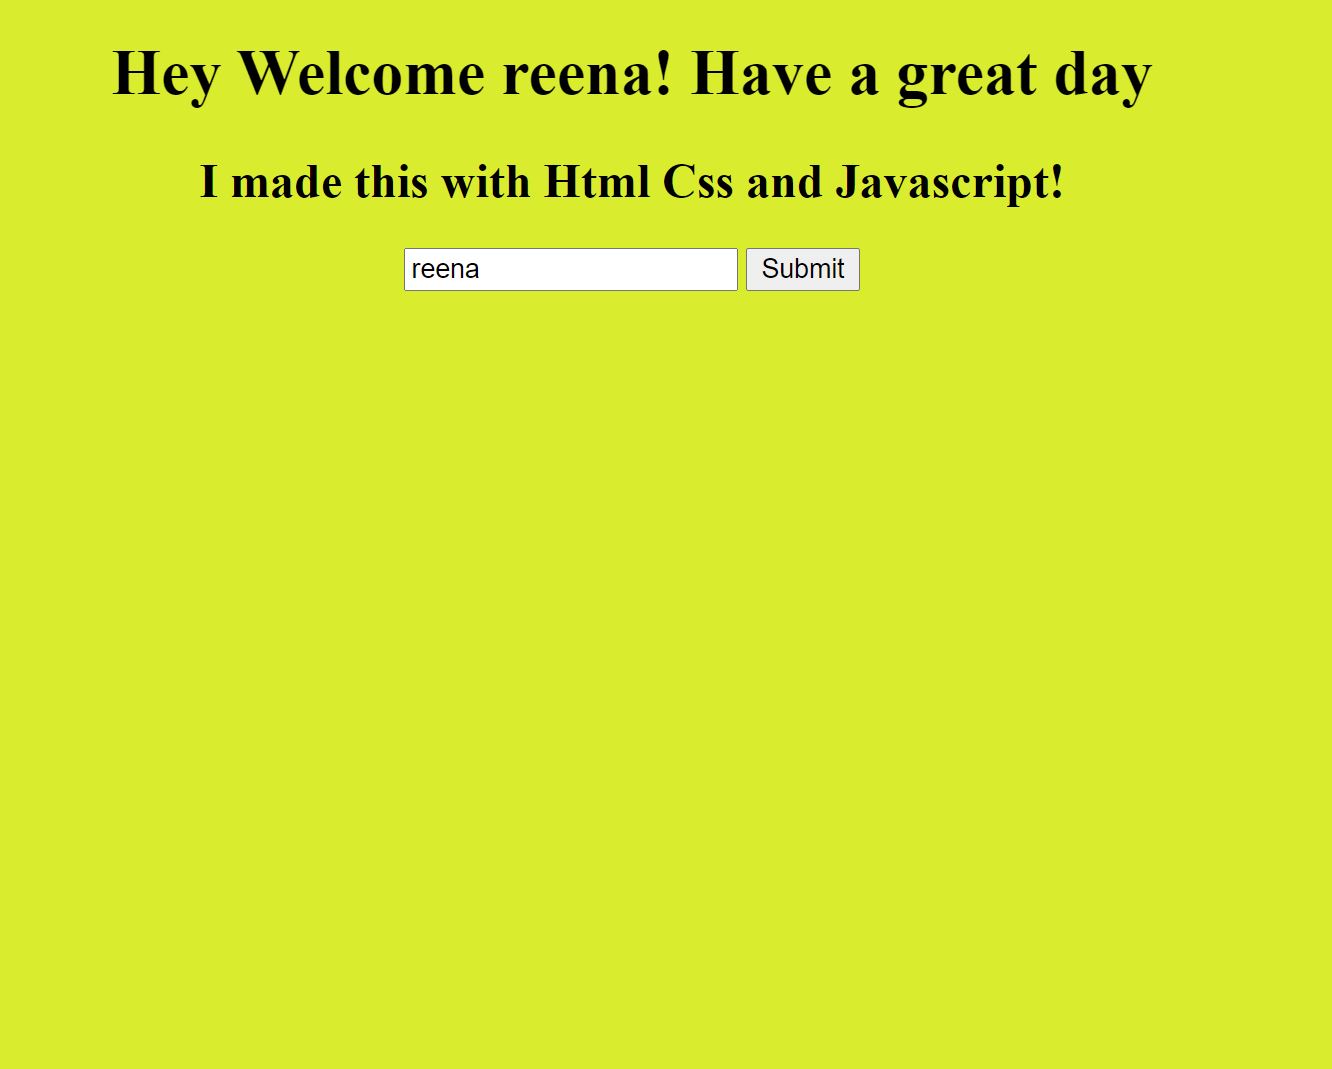 Hey Welcome reena! Have a great day
I made this with Html Css and Javascript!
reena Submit